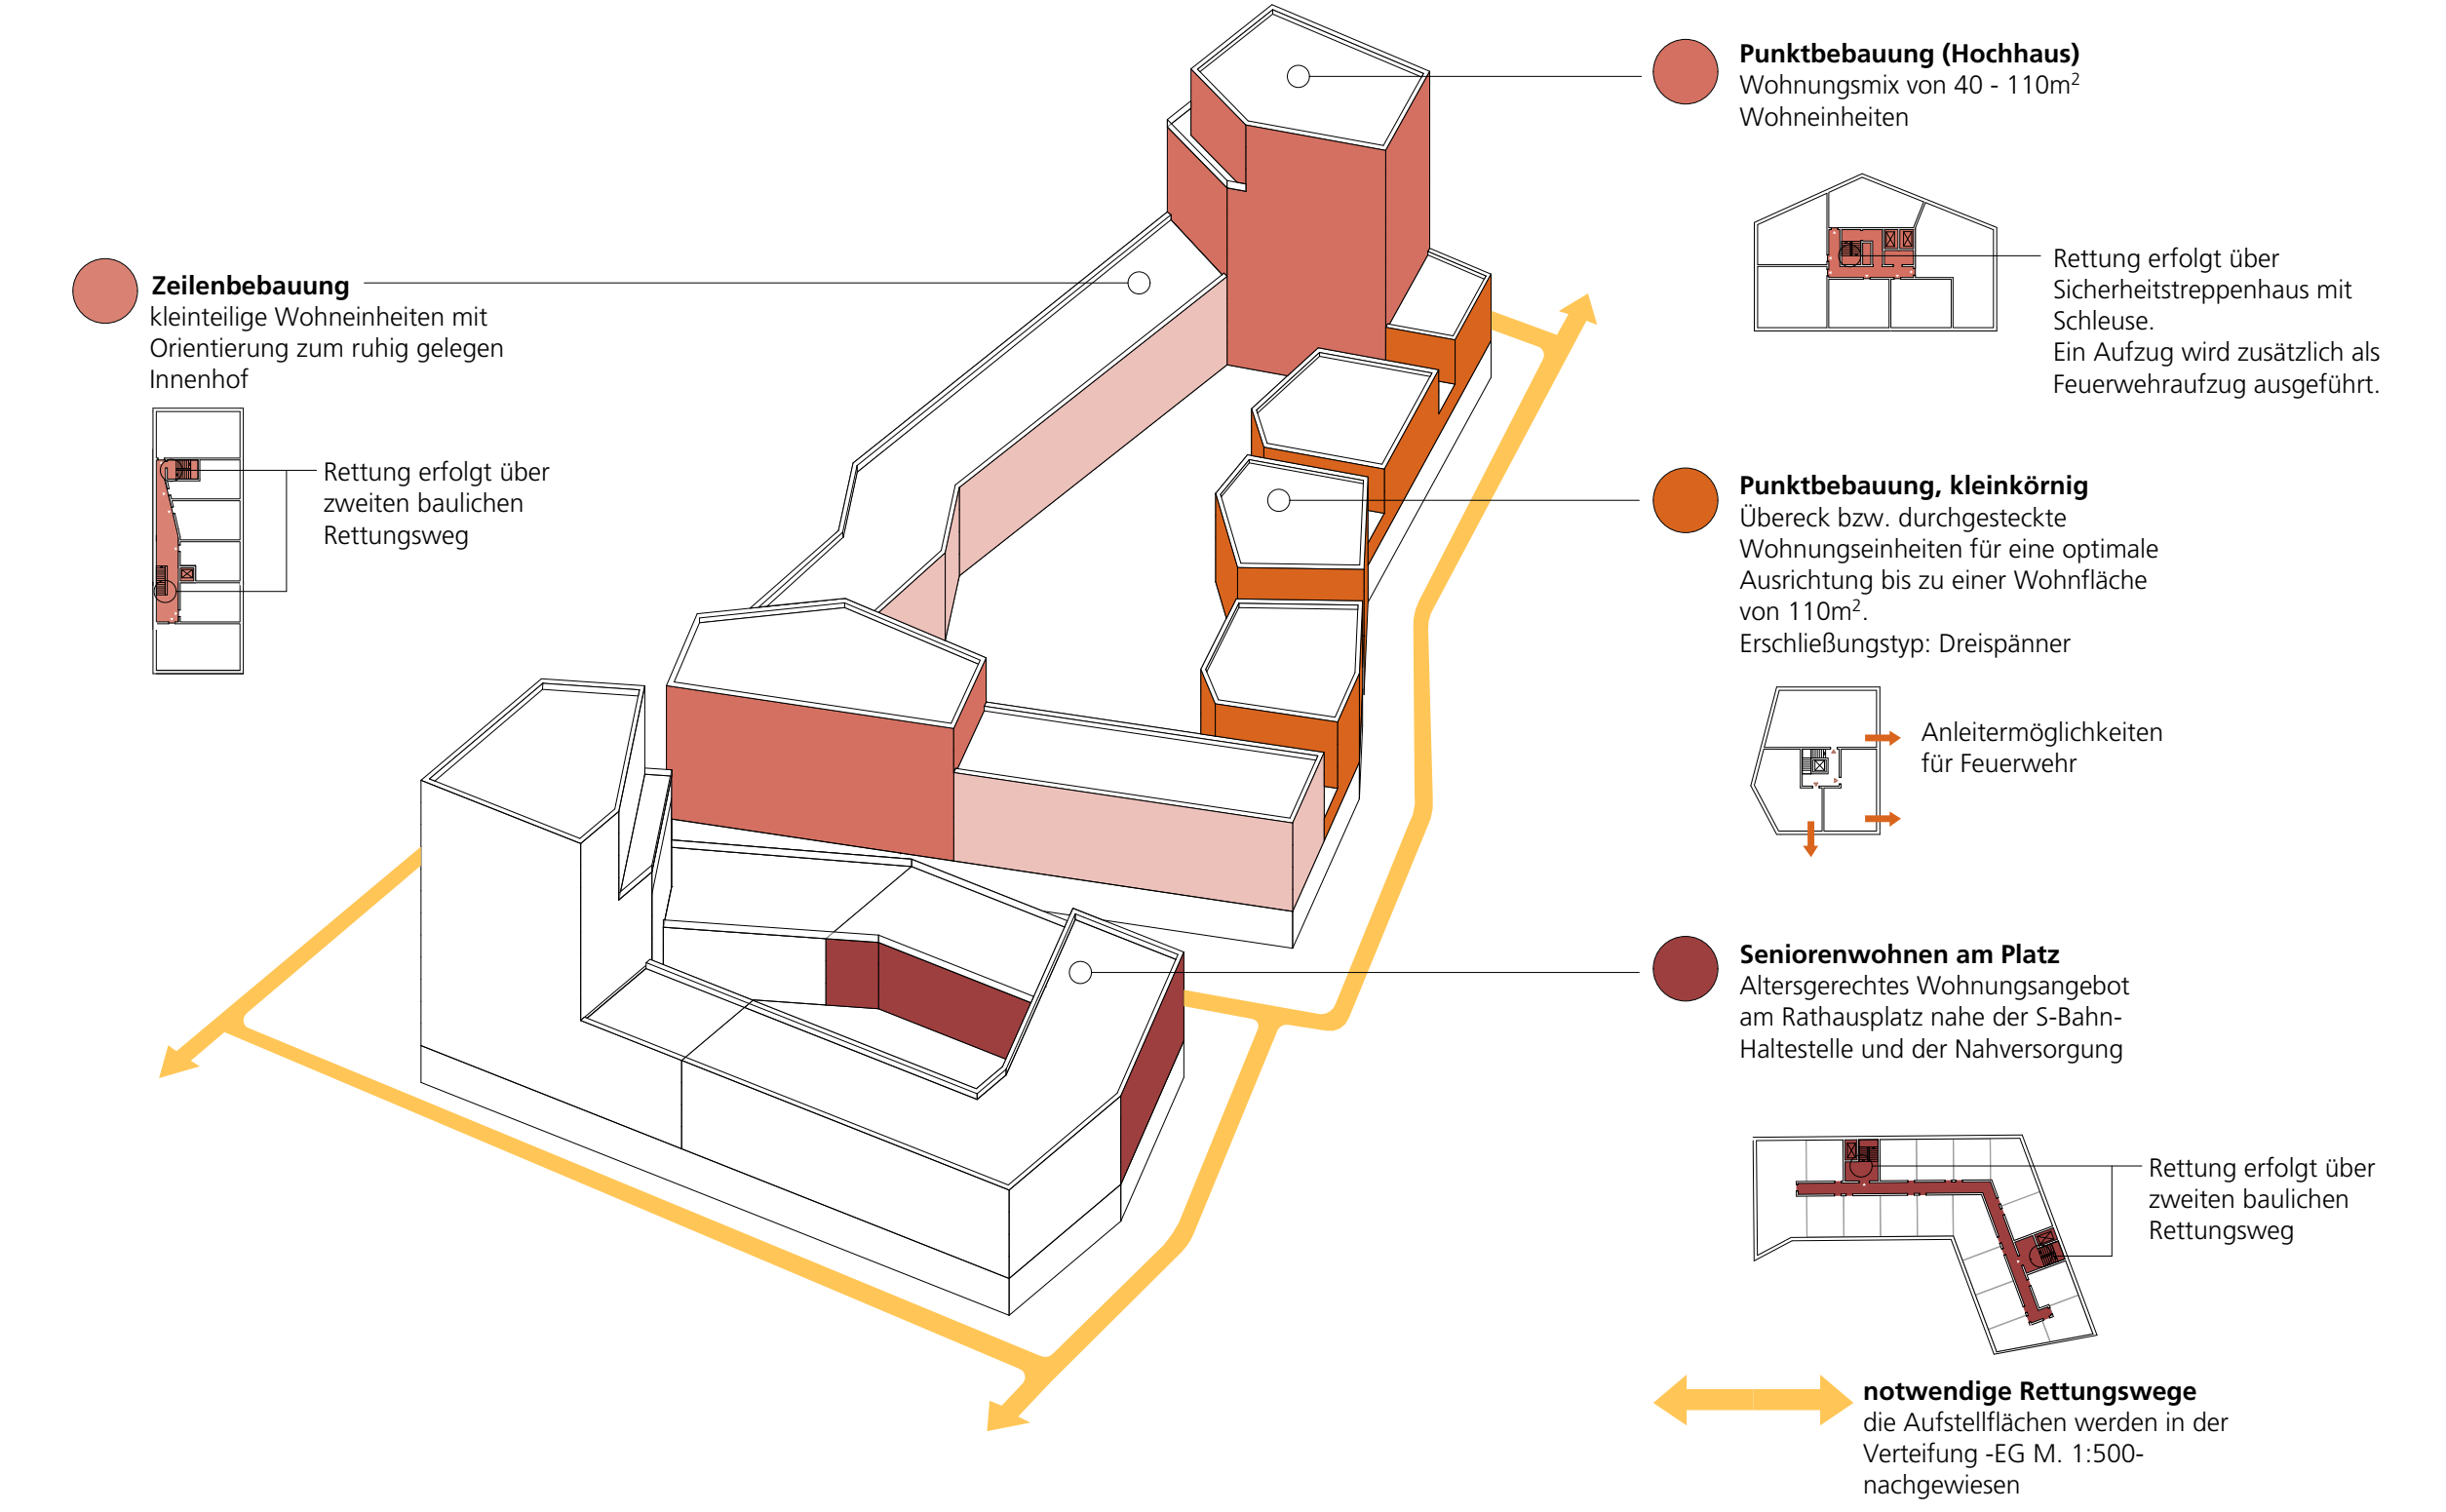 Punktbebauung (Hochhaus)
Wohnungsmix von 40 - 110m²
Wohneinheiten
Rettung erfolgt über
Sicherheitstreppenhaus mit
Schleuse.
Ein Aufzug wird zusätzlich als
Feuerwehraufzug ausgeführt.
Zeilenbebauung
kleinteilige Wohneinheiten mit
Orientierung zum ruhig gelegen
Innenhof
Rettung erfolgt über
zweiten baulichen
Rettungsweg
Punktbebauung, kleinkörnig
Übereck bzw. durchgesteckte
Wohnungseinheiten für eine optimale
Ausrichtung bis zu einer Wohnfläche
von 110m².
Erschließungstyp: Dreispänner
Anleitermöglichkeiten
für Feuerwehr
Seniorenwohnen am Platz
Altersgerechtes Wohnungsangebot
am Rathausplatz nahe der S-Bahn-
Haltestelle und der Nahversorgung
Rettung erfolgt über
zweiten baulichen
Rettungsweg
notwendige Rettungswege
die Aufstellflächen werden in der
Verteifung -EG M. 1:500-
nachgewiesen